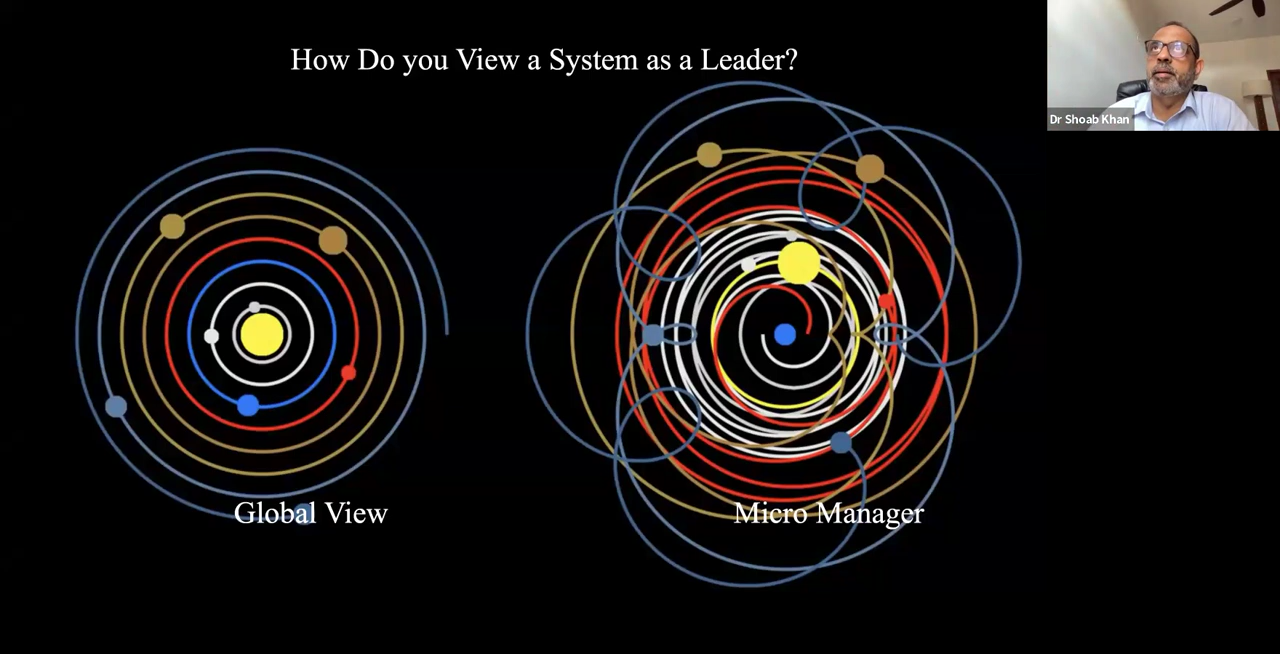 How Do you View a System as a Leader?
Dr Shoab Khan
Global View
Micro Manager